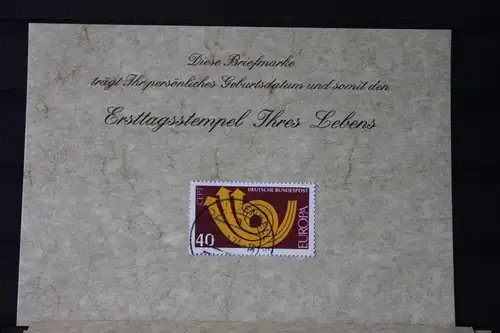 Diese Briefmarke
trägt Ihr persönliches Geburtsdatum und somit den
Ersttagsstempel Ihres Lebens
CEPT
DEUTSCHE BUNDESPOST
40
EUROPA